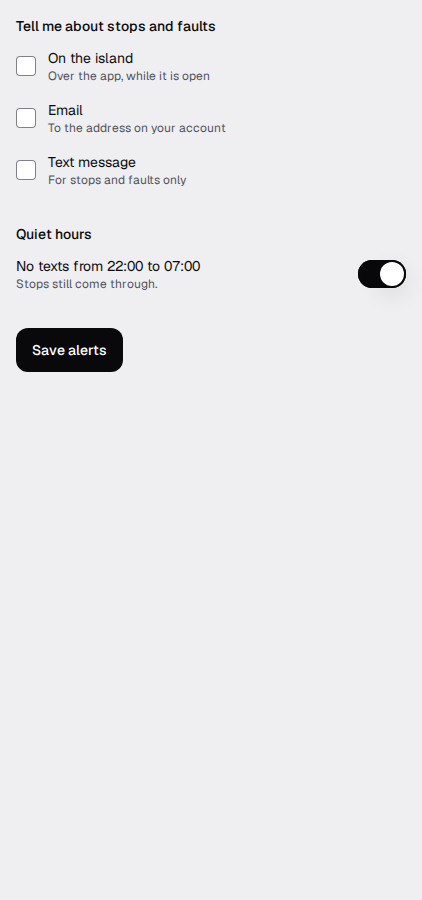 Tell me about stops and faults
On the island
Over the app, while it is open
Email
To the address on your account
Text message
For stops and faults only
Quiet hours
No texts from 22:00 to 07:00
Stops still come through.
Save alerts